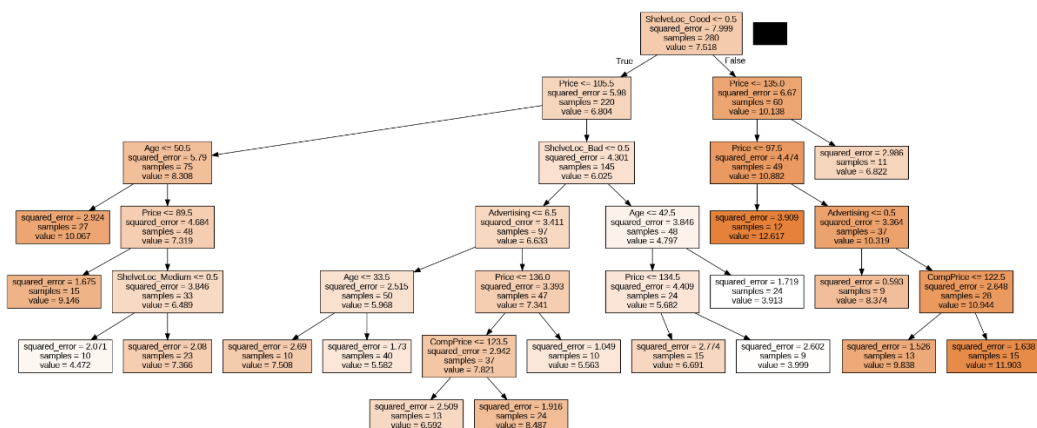 ShelveLoc_Good <= 0.5
squared_error = 7.999
samples = 280
value = 7.518
True
False
Price <= 105.5
squared_error = 5.98
samples = 220
value = 6.804
Price <= 135.0
squared_error = 6.67
samples = 60
value = 10.138
Age <= 50.5
squared_error = 5.79
samples = 75
value = 8.308
ShelveLoc_Bad <= 0.5
squared_error = 4.301
samples = 145
value = 6.025
Price <= 97.5
squared_error = 4.474
samples = 49
value = 10.882
squared_error = 2.986
samples = 11
value = 6.822
squared_error = 2.924
samples = 27
value = 10.067
Price <= 89.5
squared_error = 4.684
samples = 48
value = 7.319
Advertising <= 6.5
squared_error = 3.411
samples = 97
value = 6.633
Age <= 42.5
squared_error = 3.846
samples = 48
value = 4.797
squared_error = 3.909
samples = 12
value = 12.617
Advertising <= 0.5
squared_error = 3.364
samples = 37
value = 10.319
squared_error = 1.675
samples = 15
value = 9.146
ShelveLoc_Medium <= 0.5
squared_error = 3.846
samples = 33
value = 6.489
Age <= 33.5
squared_error = 2.515
samples = 50
value = 5.968
Price <= 136.0
squared_error = 3.393
samples = 47
value = 7.341
Price <= 134.5
squared_error = 4.409
samples = 24
value = 5.682
squared_error = 1.719
samples = 24
value = 3.913
squared_error = 0.593
samples = 9
value = 8.374
CompPrice <= 122.5
squared_error = 2.648
samples = 28
value = 10.944
squared_error = 2.071
samples = 10
value = 4.472
squared_error = 2.08
samples = 23
value = 7.366
squared_error = 2.69
samples = 10
value = 7.508
squared_error = 1.73
samples = 40
value = 5.582
CompPrice <= 123.5
squared_error = 2.942
samples = 37
value = 7.821
squared_error = 1.049
samples = 10
value = 5.563
squared_error = 2.774
samples = 15
value = 6.691
squared_error = 2.602
samples = 9
value = 3.999
squared_error = 1.526
samples = 13
value = 9.838
squared_error = 1.638
samples = 15
value = 11.903
squared_error = 2.509
samples = 13
value = 6.592
squared_error = 1.916
samples = 24
value = 8.487